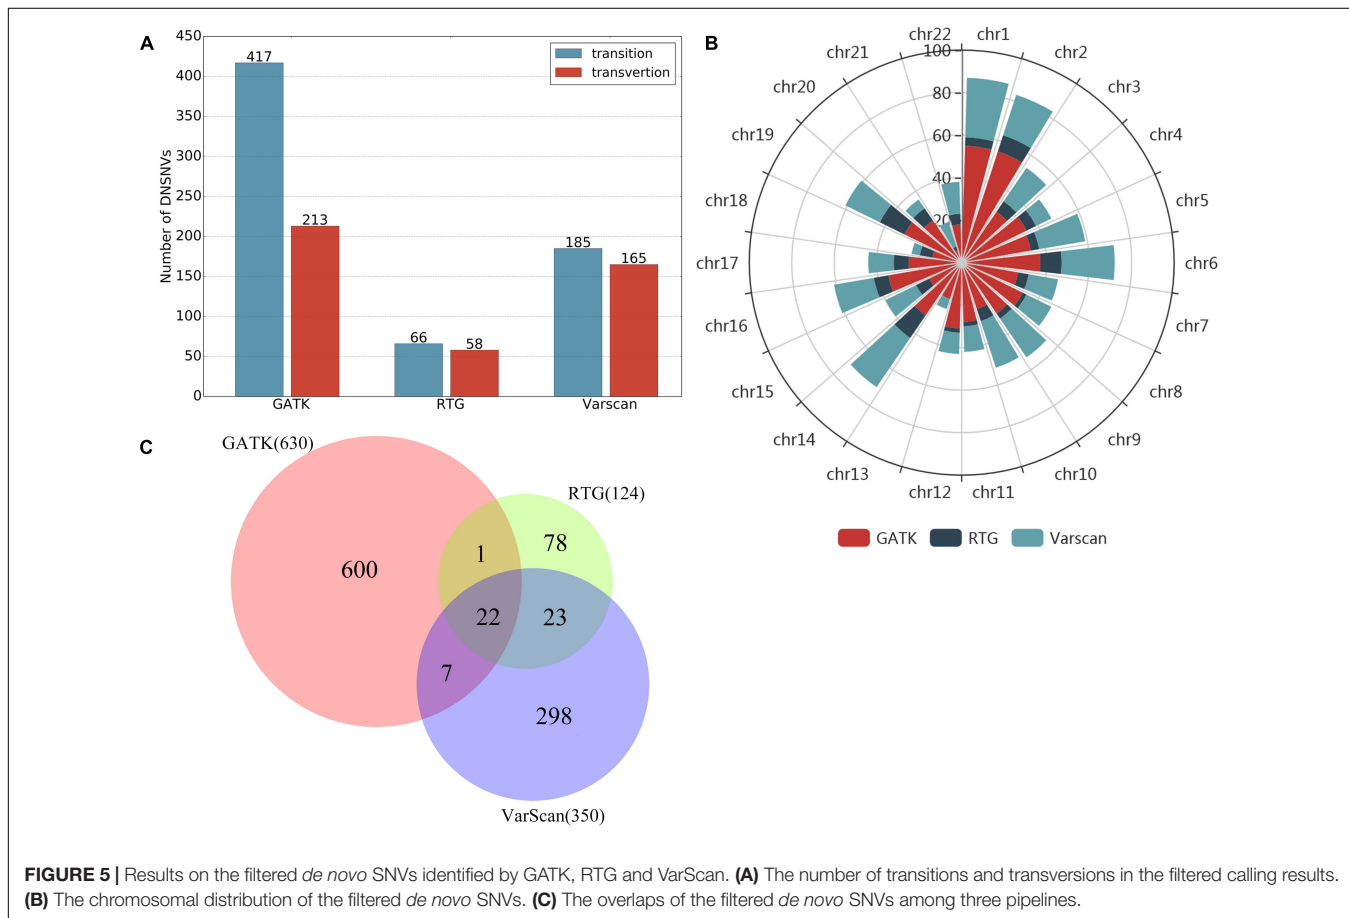 A
450
400
350
300
250
200
150
100
50
0
Number of DNSNVs
417
213
66
58
185
165
transition
transvertion
GATK
RTG
Varscan
B
chr22
chr1
chr21
chr2
chr20
chr3
chr19
chr4
chr18
chr5
chr17
chr6
chr16
chr7
chr15
chr8
chr14
chr9
chr13
chr10
chr12
chr11
100
80
60
40
20
GATK
RTG
Varscan
C
GATK(630)
RTG(124)
600
1
78
22
23
7
298
VarScan(350)
FIGURE 5 | Results on the filtered de novo SNVs identified by GATK, RTG and VarScan. (A) The number of transitions and transversions in the filtered calling results.
(B) The chromosomal distribution of the filtered de novo SNVs. (C) The overlaps of the filtered de novo SNVs among three pipelines.